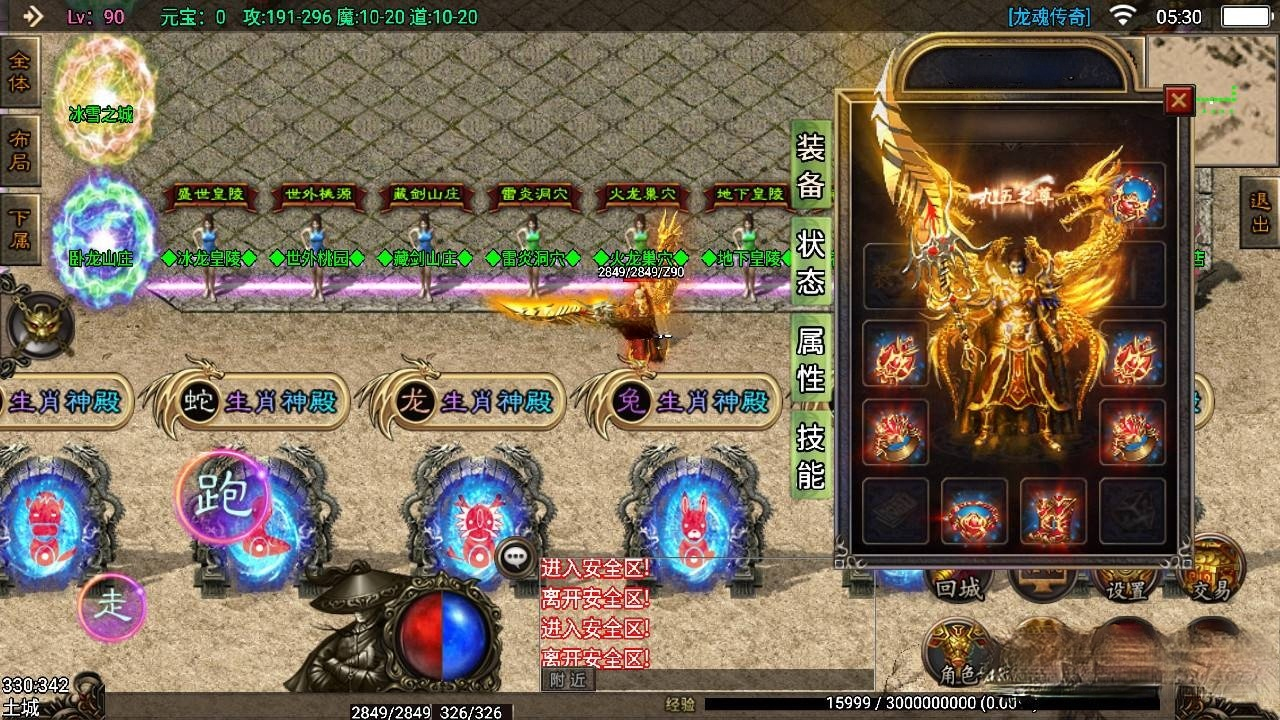 Lv: 90 元宝: 0 攻:191-296 魔:10-20 道:10-20 [龙魂传奇] 05:30
全体
布局
下属
退出
冰雪之城
盛世皇陵 世外桃源 藏剑山庄 雷炎洞穴 火龙巢穴 地下皇陵
卧龙山庄 ◆冰龙皇陵◆ ◆世外桃园◆ ◆藏剑山庄◆ ◆雷炎洞穴◆ ◆火龙巢穴◆ ◆地下皇陵◆ 店
2849/2849/Z90
装备
状态
属性
技能
九五之尊
生肖神殿 蛇 生肖神殿 龙 生肖神殿 兔 生肖神殿
跑
走
进入安全区!
离开安全区!
进入安全区!
离开安全区!
附近
回城 设置 交易
角色
330:342
土城
2849/2849 326/326
经验 15999 / 3000000000 (0.00